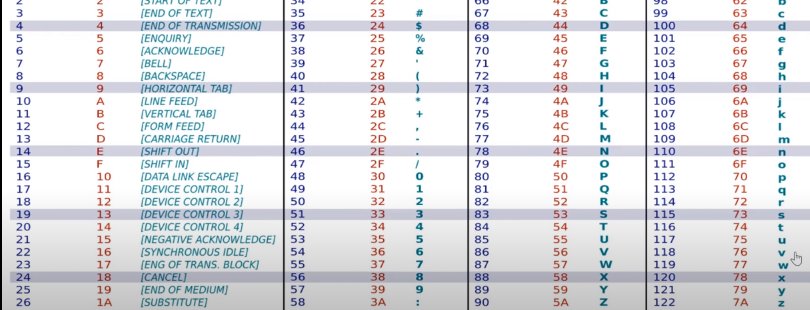 2 2 [START OF TEXT] 34 22 " 66 42 B 98 62 b
3 3 [END OF TEXT] 35 23 # 67 43 C 99 63 c
4 4 [END OF TRANSMISSION] 36 24 $ 68 44 D 100 64 d
5 5 [ENQUIRY] 37 25 % 69 45 E 101 65 e
6 6 [ACKNOWLEDGE] 38 26 & 70 46 F 102 66 f
7 7 [BELL] 39 27 ' 71 47 G 103 67 g
8 8 [BACKSPACE] 40 28 ( 72 48 H 104 68 h
9 9 [HORIZONTAL TAB] 41 29 ) 73 49 I 105 69 i
10 A [LINE FEED] 42 2A * 74 4A J 106 6A j
11 B [VERTICAL TAB] 43 2B + 75 4B K 107 6B k
12 C [FORM FEED] 44 2C , 76 4C L 108 6C l
13 D [CARRIAGE RETURN] 45 2D - 77 4D M 109 6D m
14 E [SHIFT OUT] 46 2E . 78 4E N 110 6E n
15 F [SHIFT IN] 47 2F / 79 4F O 111 6F o
16 10 [DATA LINK ESCAPE] 48 30 0 80 50 P 112 70 p
17 11 [DEVICE CONTROL 1] 49 31 1 81 51 Q 113 71 q
18 12 [DEVICE CONTROL 2] 50 32 2 82 52 R 114 72 r
19 13 [DEVICE CONTROL 3] 51 33 3 83 53 S 115 73 s
20 14 [DEVICE CONTROL 4] 52 34 4 84 54 T 116 74 t
21 15 [NEGATIVE ACKNOWLEDGE] 53 35 5 85 55 U 117 75 u
22 16 [SYNCHRONOUS IDLE] 54 36 6 86 56 V 118 76 v
23 17 [ENG OF TRANS. BLOCK] 55 37 7 87 57 W 119 77 w
24 18 [CANCEL] 56 38 8 88 58 X 120 78 x
25 19 [END OF MEDIUM] 57 39 9 89 59 Y 121 79 y
26 1A [SUBSTITUTE] 58 3A : 90 5A Z 122 7A z